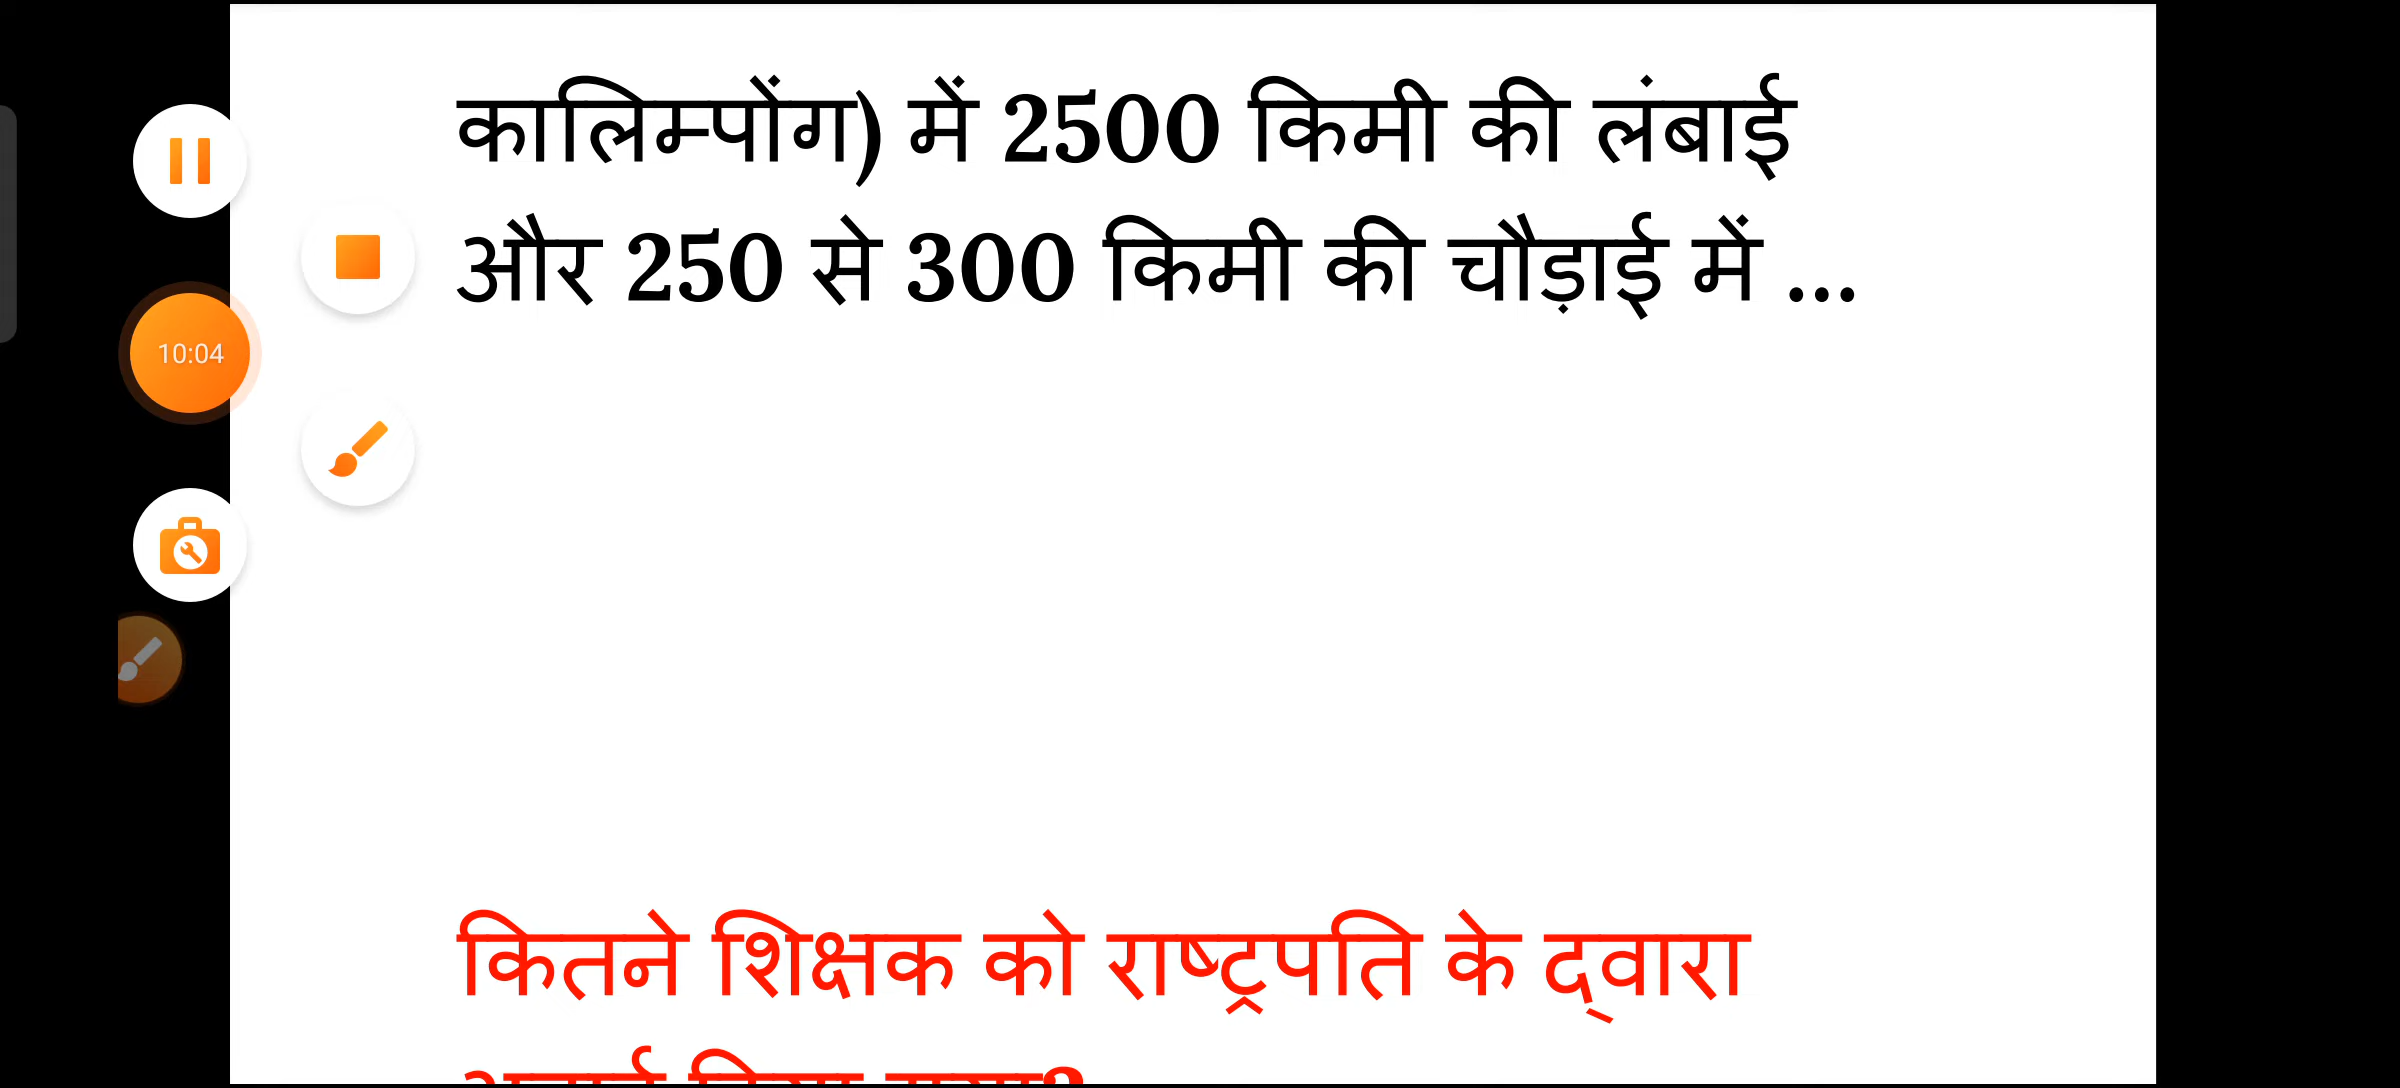 कालिम्पोंग) में 2500 किमी की लंबाई
और 250 से 300 किमी की चौड़ाई में ...
10:04
कितने शिक्षक को राष्ट्रपति के द्वारा